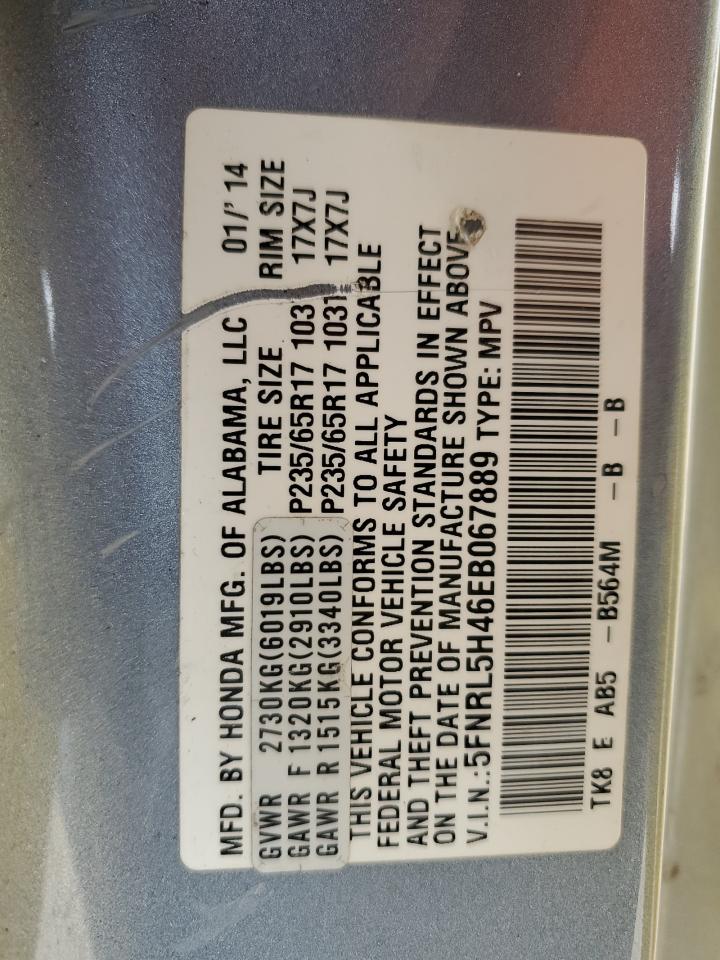 MFD. BY HONDA MFG. OF ALABAMA, LLC 01/'14
GVWR 2730KG(6019LBS) TIRE SIZE RIM SIZE
GAWR F 1320KG(2910LBS) P235/65R17 103 17X7J
GAWR R 1515KG(3340LBS) P235/65R17 103T 17X7J
THIS VEHICLE CONFORMS TO ALL APPLICABLE
FEDERAL MOTOR VEHICLE SAFETY
AND THEFT PREVENTION STANDARDS IN EFFECT
ON THE DATE OF MANUFACTURE SHOWN ABOVE
V.I.N.:5FNRL5H46EB067889 TYPE: MPV
TK8 E AB5 -B564M -B -B